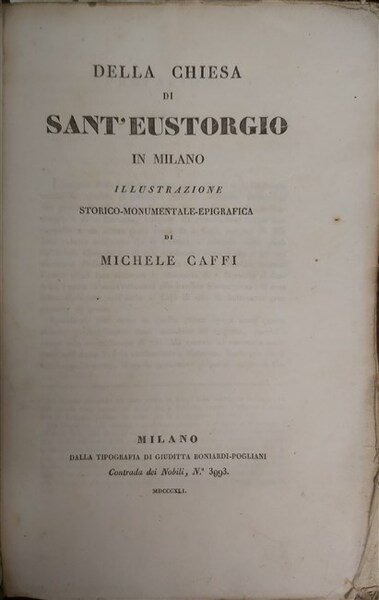 DELLA CHIESA
DI
SANT'EUSTORGIO
IN MILANO
ILLUSTRAZIONE
STORICO-MONUMENTALE-EPIGRAFICA
DI
MICHELE CAFFI
MILANO
DALLA TIPOGRAFIA DI GIUDITTA BONIARDI-POGLIANI
Contrada dei Nobili, N.° 3993.
MDCCCXLI.